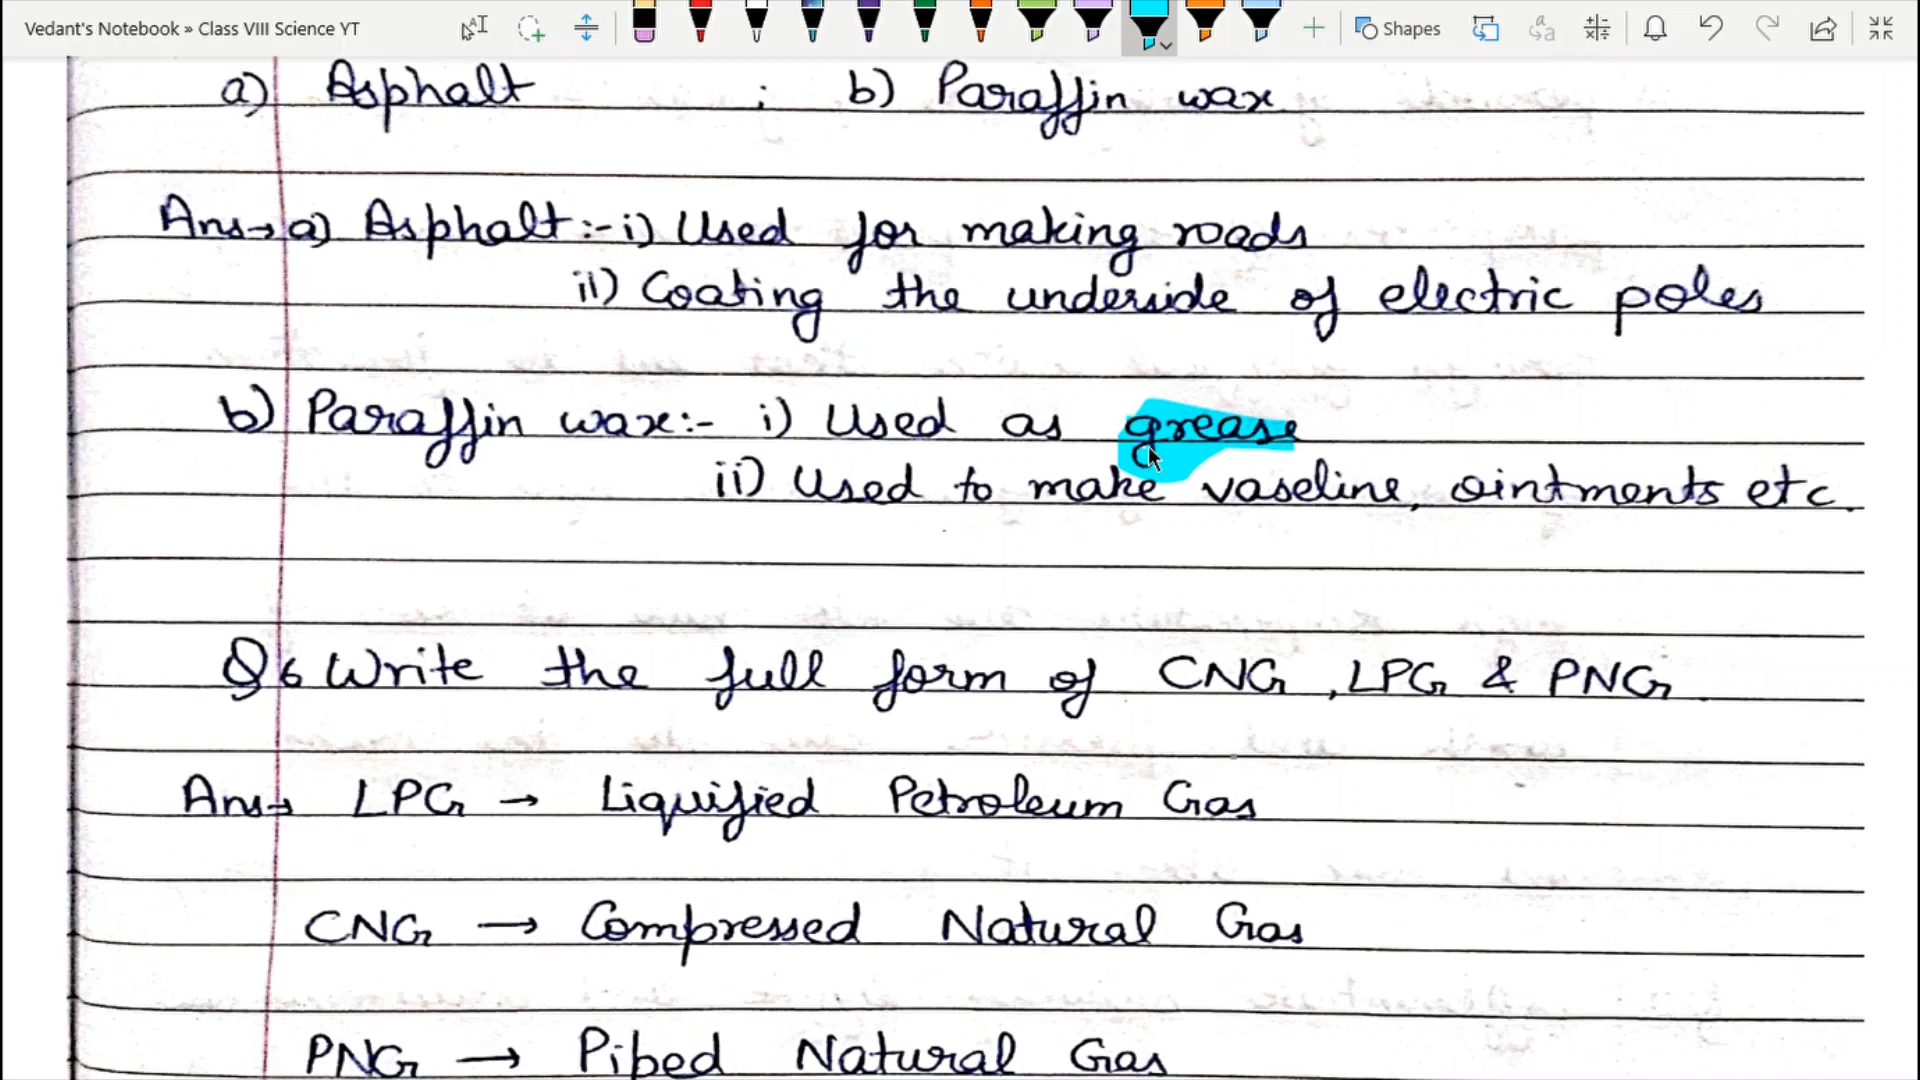 Vedant's Notebook » Class VIII Science YT
Shapes
a) Asphalt ; b) Paraffin wax
Ans→ a) Asphalt :- i) Used for making roads
ii) Coating the underside of electric poles
b) Paraffin wax:- i) Used as grease
ii) Used to make vaseline, ointments etc.
Q6 Write the full form of CNG, LPG & PNG.
Ans→ LPG → Liquified Petroleum Gas
CNG → Compressed Natural Gas
PNG → Piped Natural Gas